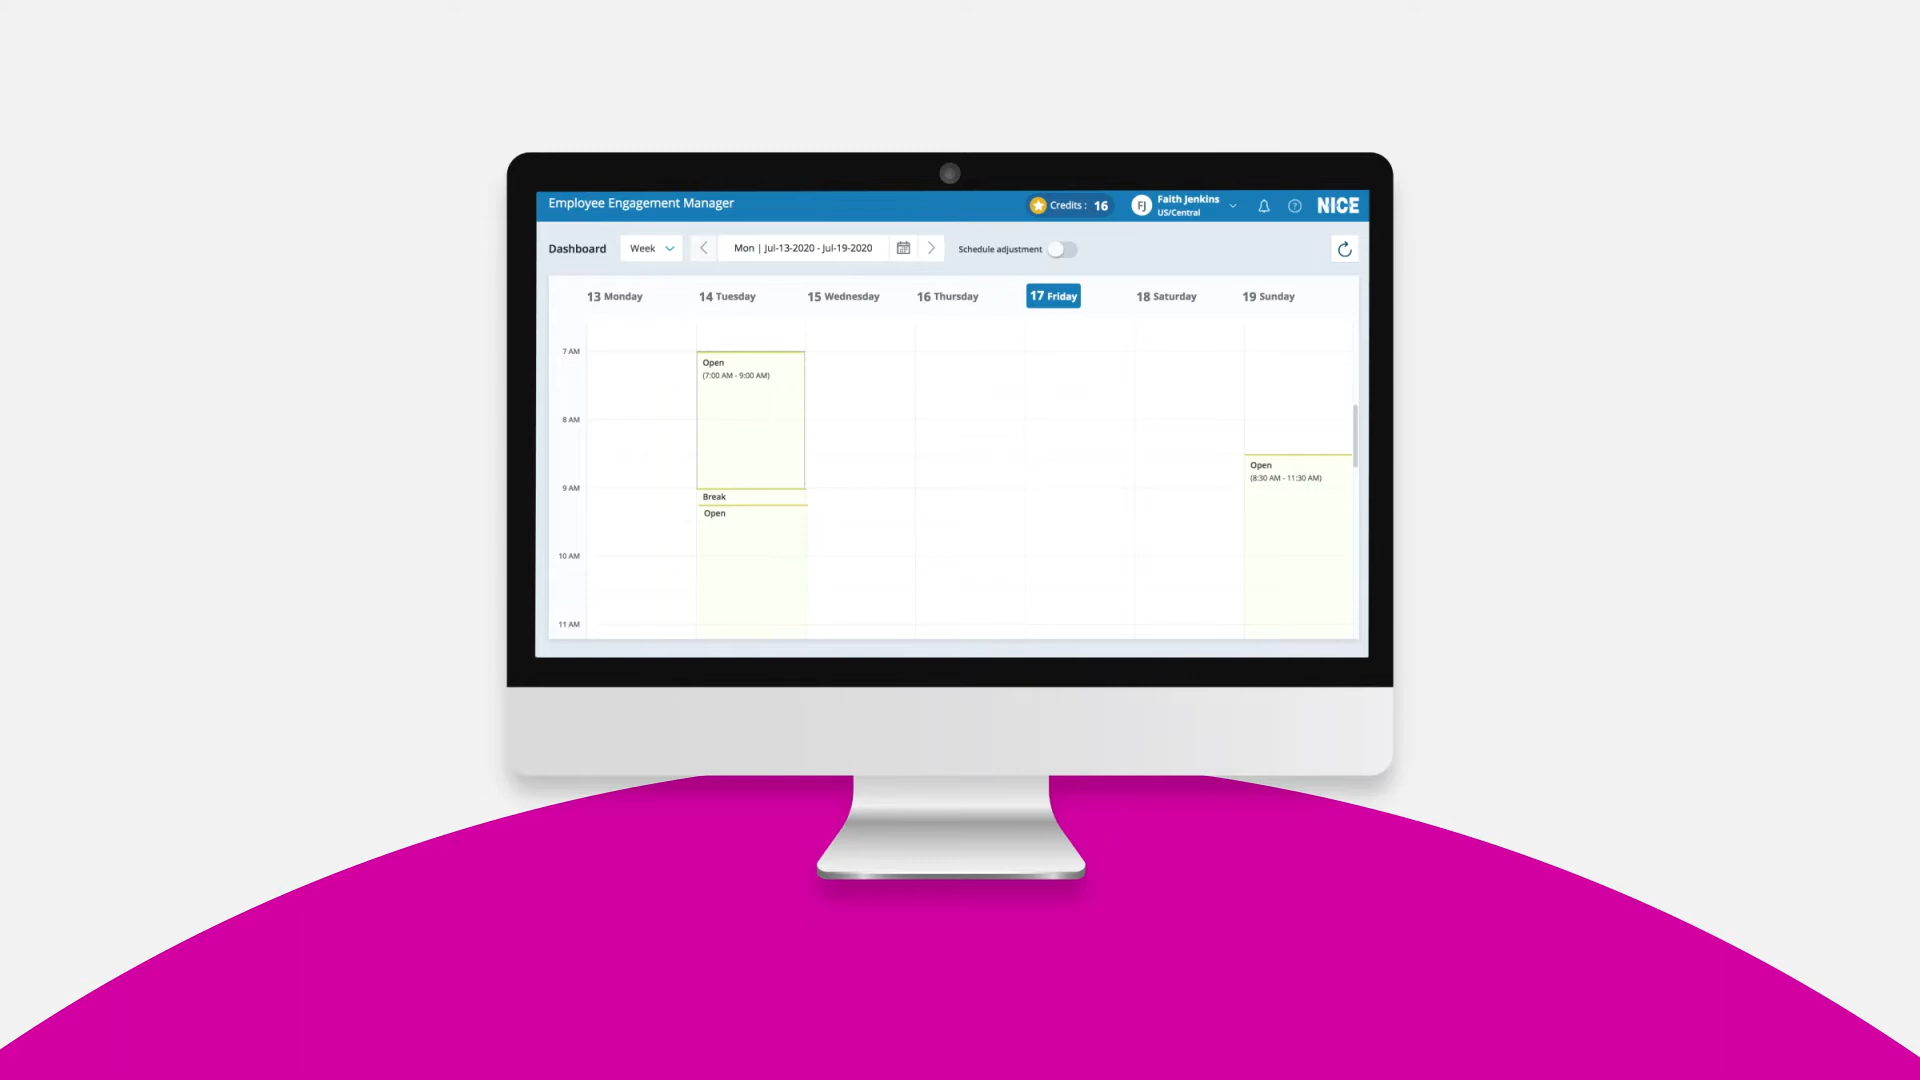 Employee Engagement Manager
Credits : 16
FJ
Faith Jenkins
US/Central
?
NICE
Dashboard
Week
Mon | Jul-13-2020 - Jul-19-2020
Schedule adjustment
13 Monday
14 Tuesday
15 Wednesday
16 Thursday
17 Friday
18 Saturday
19 Sunday
7 AM
Open
(7:00 AM - 9:00 AM)
8 AM
Open
(8:30 AM - 11:30 AM)
9 AM
Break
Open
10 AM
11 AM